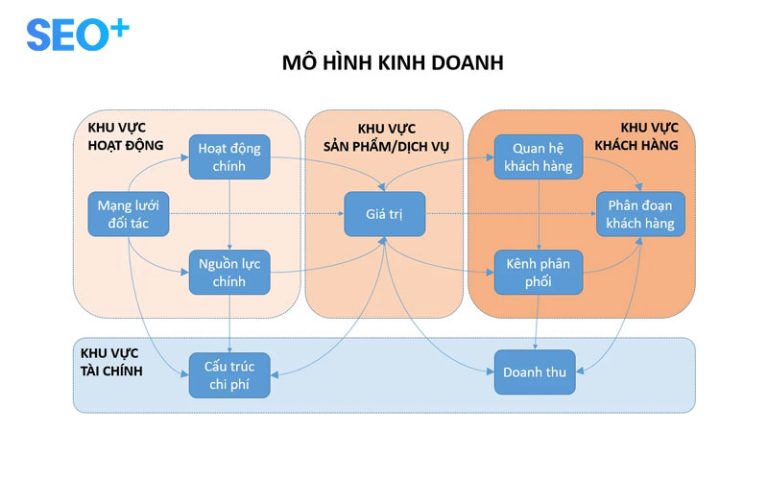 SEO+
MÔ HÌNH KINH DOANH
KHU VỰC
HOẠT ĐỘNG
Hoạt động
chính
Mạng lưới
đối tác
Nguồn lực
chính
KHU VỰC
SẢN PHẨM/DỊCH VỤ
Giá trị
KHU VỰC
KHÁCH HÀNG
Quan hệ
khách hàng
Phân đoạn
khách hàng
Kênh phân
phối
KHU VỰC
TÀI CHÍNH
Cấu trúc
chi phí
Doanh thu